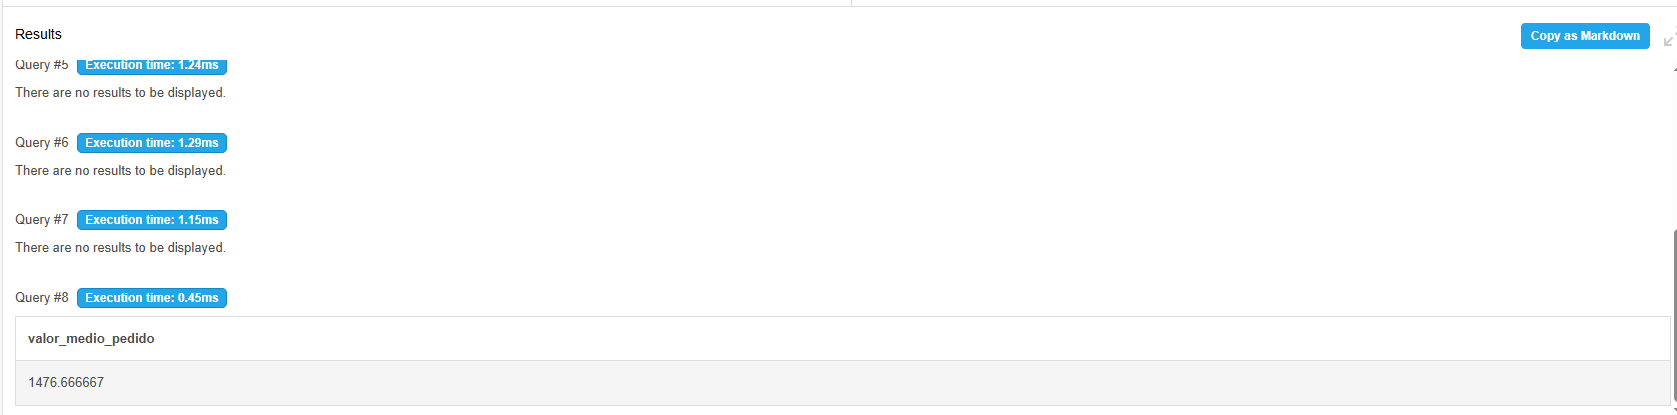 Results
Copy as Markdown
Query #5 Execution time: 1.24ms
There are no results to be displayed.
Query #6 Execution time: 1.29ms
There are no results to be displayed.
Query #7 Execution time: 1.15ms
There are no results to be displayed.
Query #8 Execution time: 0.45ms
valor_medio_pedido
1476.666667